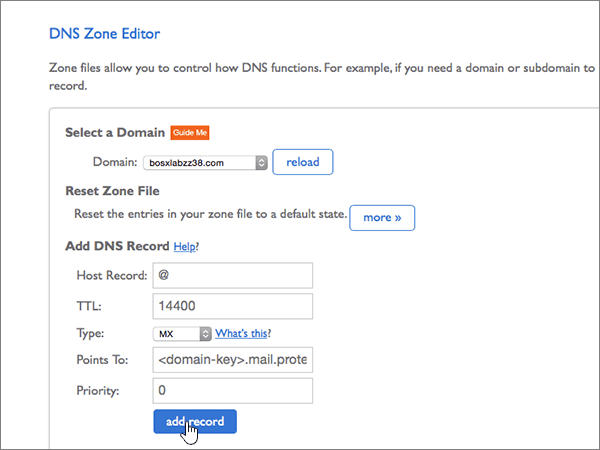 DNS Zone Editor
Zone files allow you to control how DNS functions. For example, if you need a domain or subdomain to
record.
Select a Domain Guide Me
Domain: bosxlabzz38.com reload
Reset Zone File
Reset the entries in your zone file to a default state. more »
Add DNS Record Help?
Host Record: @
TTL: 14400
Type: MX What's this?
Points To: <domain-key>.mail.prote
Priority: 0
add record